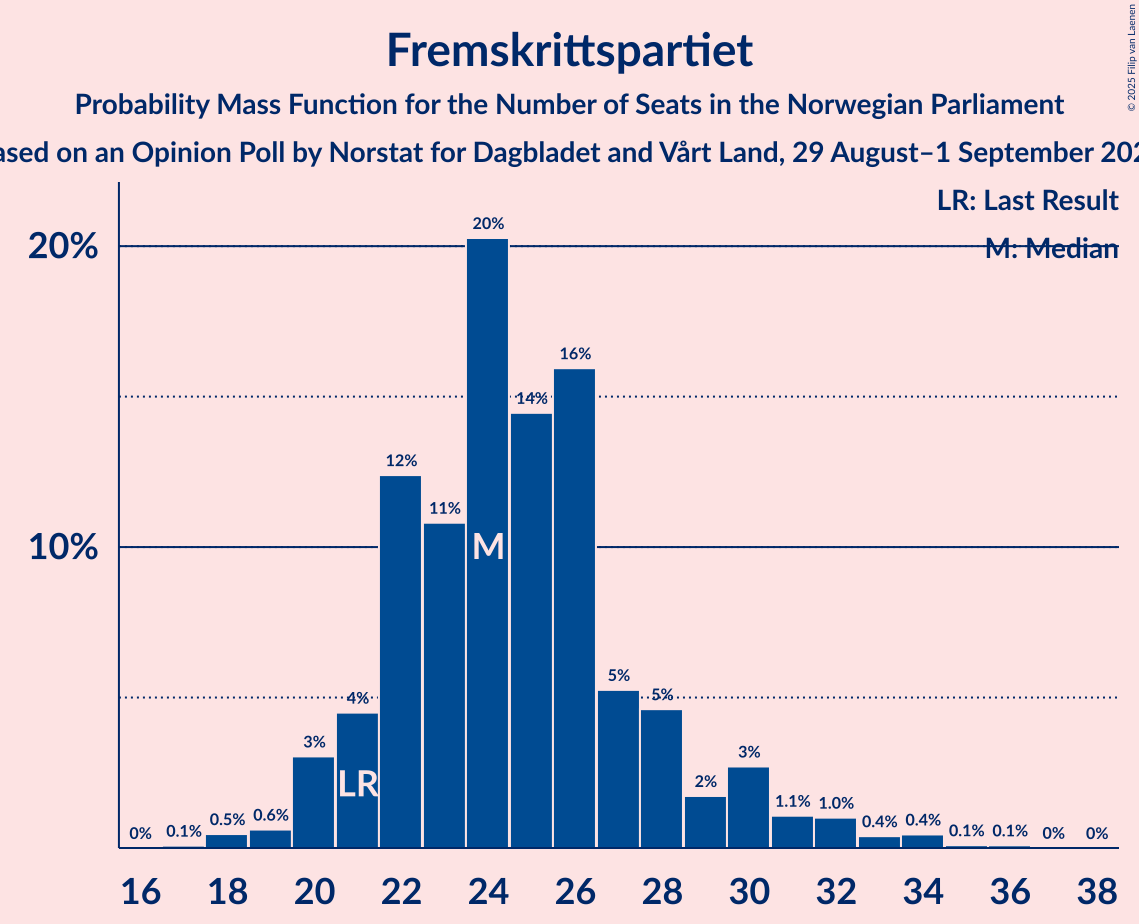 Fremskrittspartiet
Probability Mass Function for the Number of Seats in the Norwegian Parliament
ased on an Opinion Poll by Norstat for Dagbladet and Vårt Land, 29 August–1 September 202
© 2025 Filip van Laenen
LR: Last Result
M: Median
20%
10%
0%
0.1%
0.5%
0.6%
3%
4%
12%
11%
20%
14%
16%
5%
5%
2%
3%
1.1%
1.0%
0.4%
0.4%
0.1%
0.1%
0%
0%
LR
M
16 18 20 22 24 26 28 30 32 34 36 38